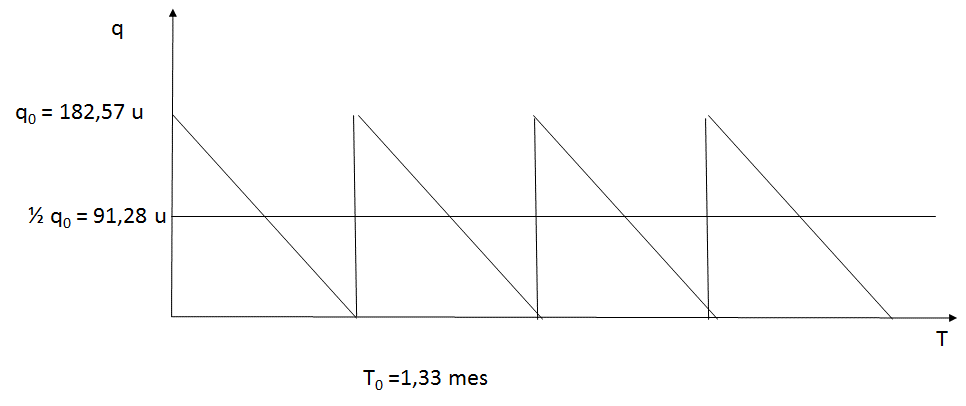 q
q₀ = 182,57 u
½ q₀ = 91,28 u
T
T₀ =1,33 mes